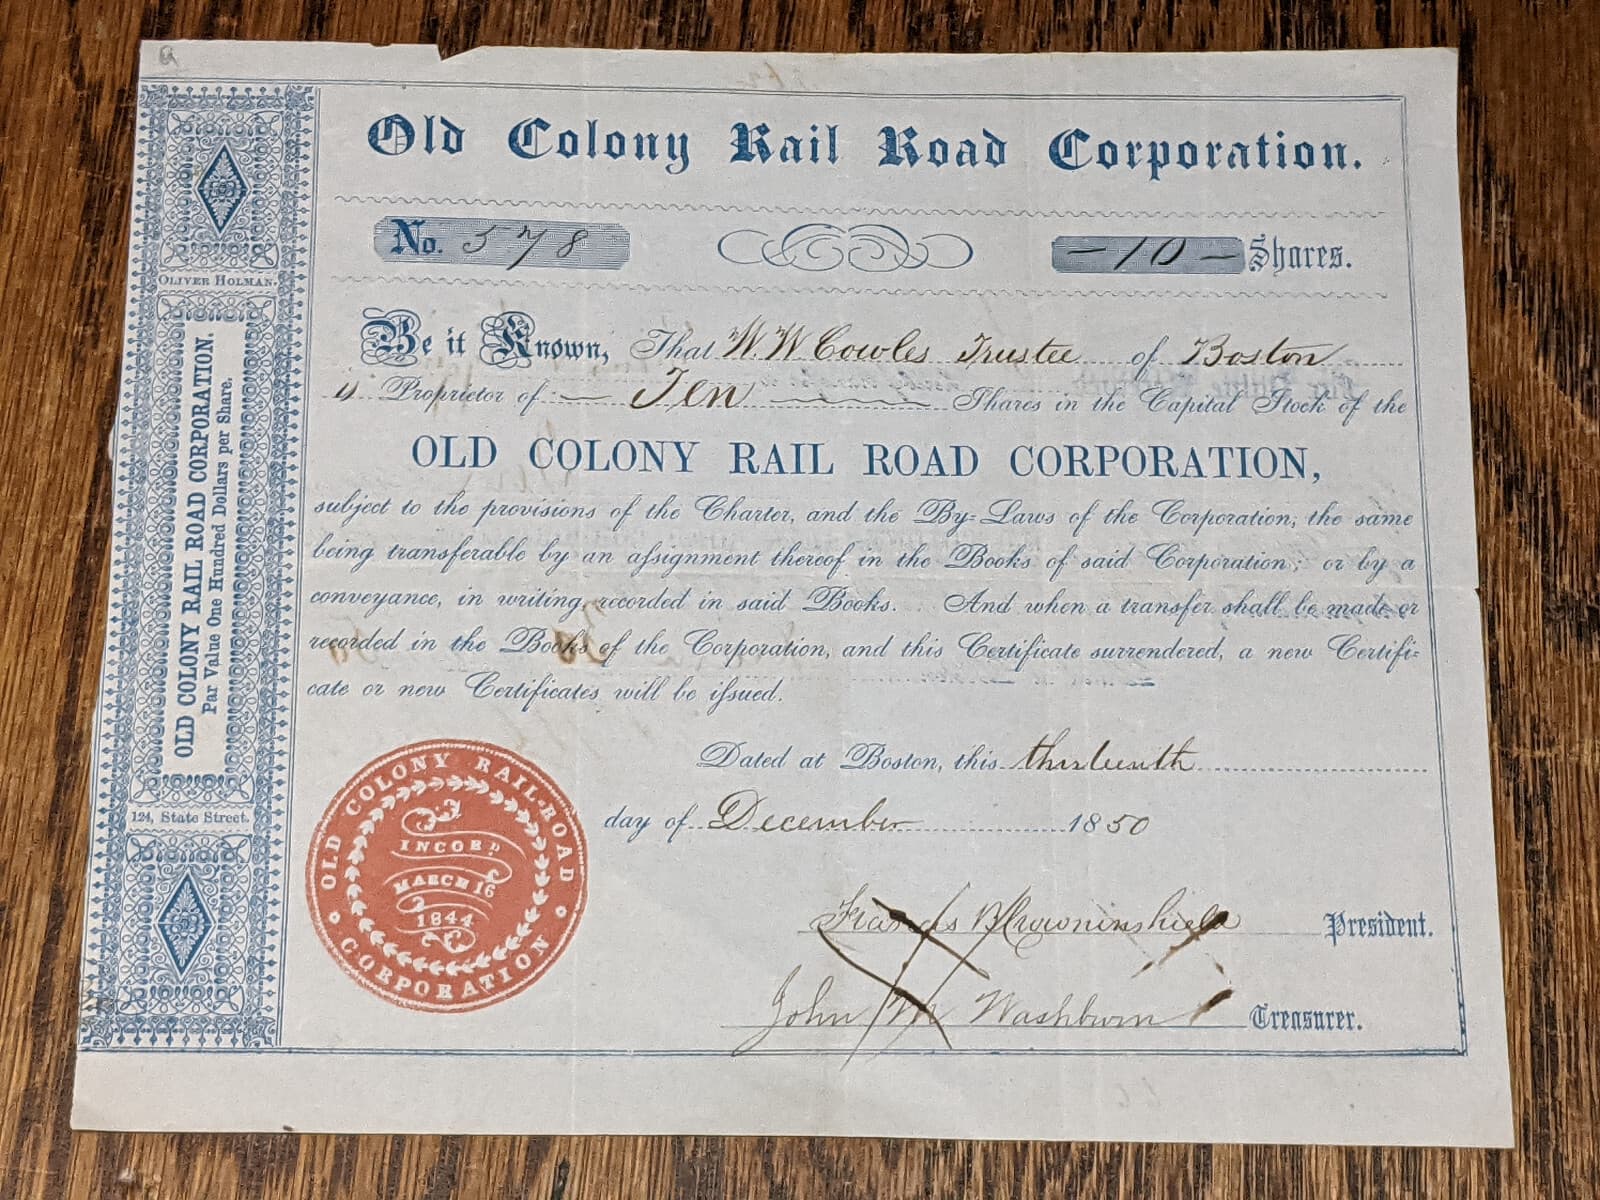 Old Colony Rail Road Corporation.
No. 578
-10- Shares.
Be it Known, That W. W. Cowles Trustee of Boston
is Proprietor of Ten Shares in the Capital Stock of the
OLD COLONY RAIL ROAD CORPORATION,
subject to the provisions of the Charter, and the By-Laws of the Corporation; the same
being transferable by an aſsignment thereof in the Books of said Corporation; or by a
conveyance, in writing recorded in said Books. And when a transfer shall be made or
recorded in the Books of the Corporation, and this Certificate surrendered, a new Certifi-
cate or new Certificates will be iſsued.
Dated at Boston, this thirteenth
day of December 1850
Francis B Crowninshield President.
John M Washburn Treasurer.
OLIVER HOLMAN.
OLD COLONY RAIL ROAD CORPORATION.
Par Value One Hundred Dollars per Share.
124, State Street.
OLD COLONY RAIL-ROAD
CORPORATION
INCORD.
MARCH 16
1844